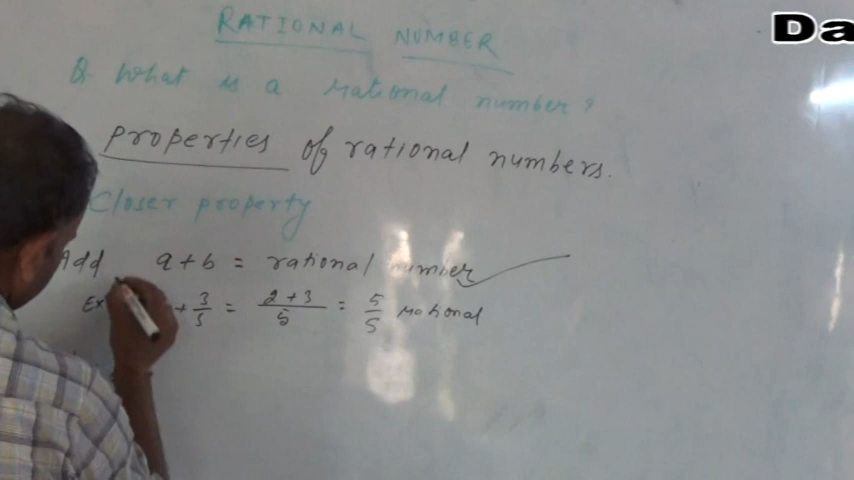 Da
RATIONAL NUMBER
Q. What is a rational number?
properties of rational numbers.
Closer property
Add a + b = rational number
Ex + 3/5 = 2+3/5 = 5/5 rational